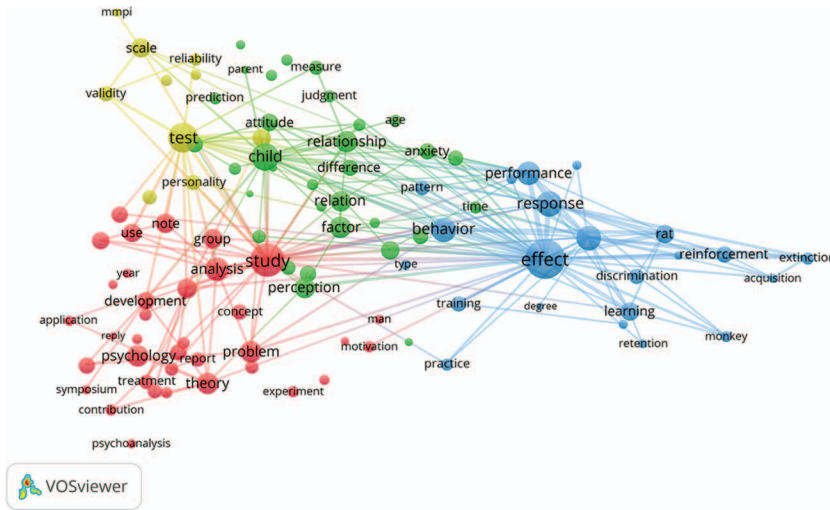 mmpi
scale
reliability
parent
measure
validity
prediction
judgment
attitude
age
test
relationship
child
anxiety
difference
performance
personality
pattern
relation
response
time
note
factor
behavior
use
group
rat
study
effect
reinforcement
extinction
type
analysis
year
discrimination
acquisition
perception
development
training
degree
concept
learning
application
man
reply
monkey
motivation
retention
psychology
report
problem
practice
treatment
theory
symposium
experiment
contribution
psychoanalysis
VOSviewer